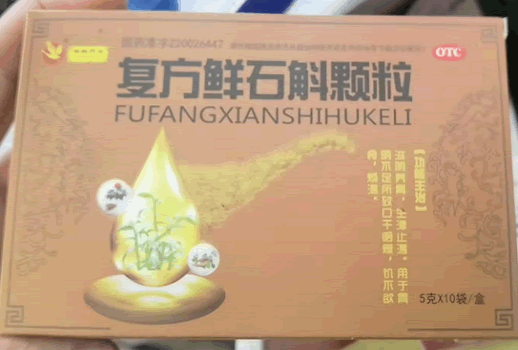 国药准字Z20026447
OTC
复方鲜石斛颗粒
FUFANGXIANSHIHUKELI
【功能主治】
滋阴养胃,生津止渴。用于胃
阴不足所致口干咽燥,饥不欲
食,烦渴。
5克X10袋/盒